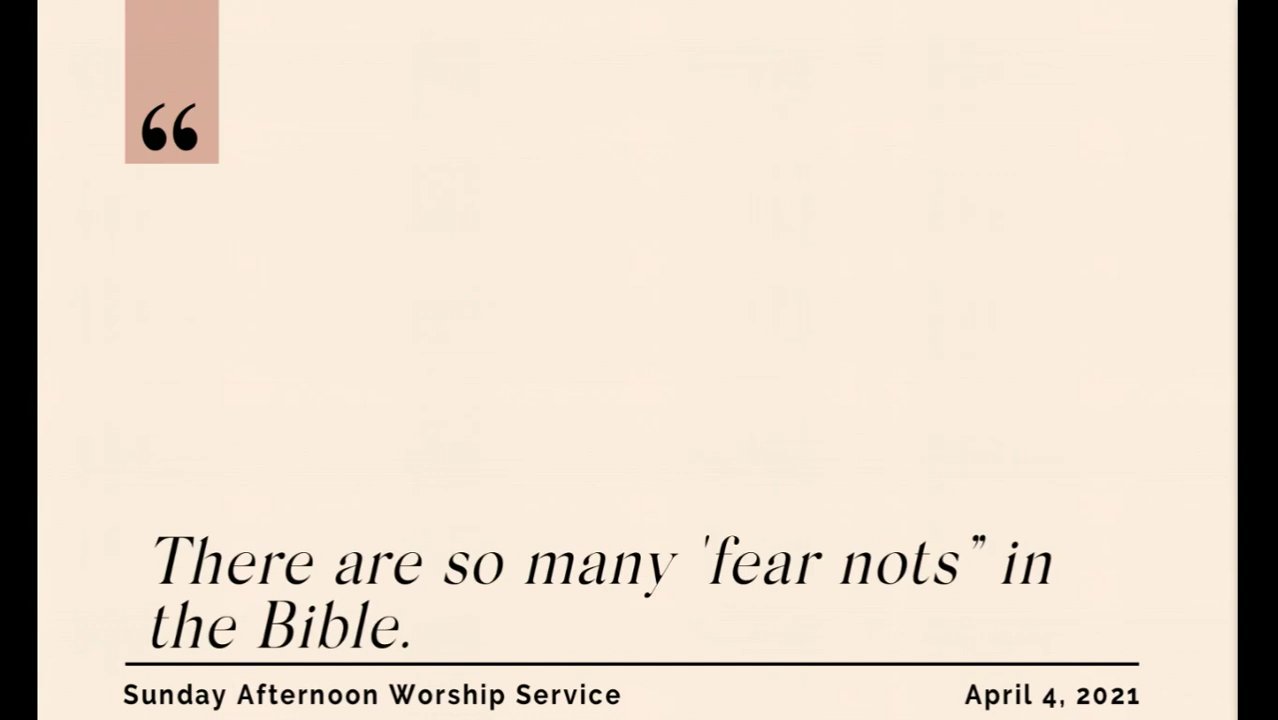 “
There are so many 'fear nots” in
the Bible.
Sunday Afternoon Worship Service
April 4, 2021